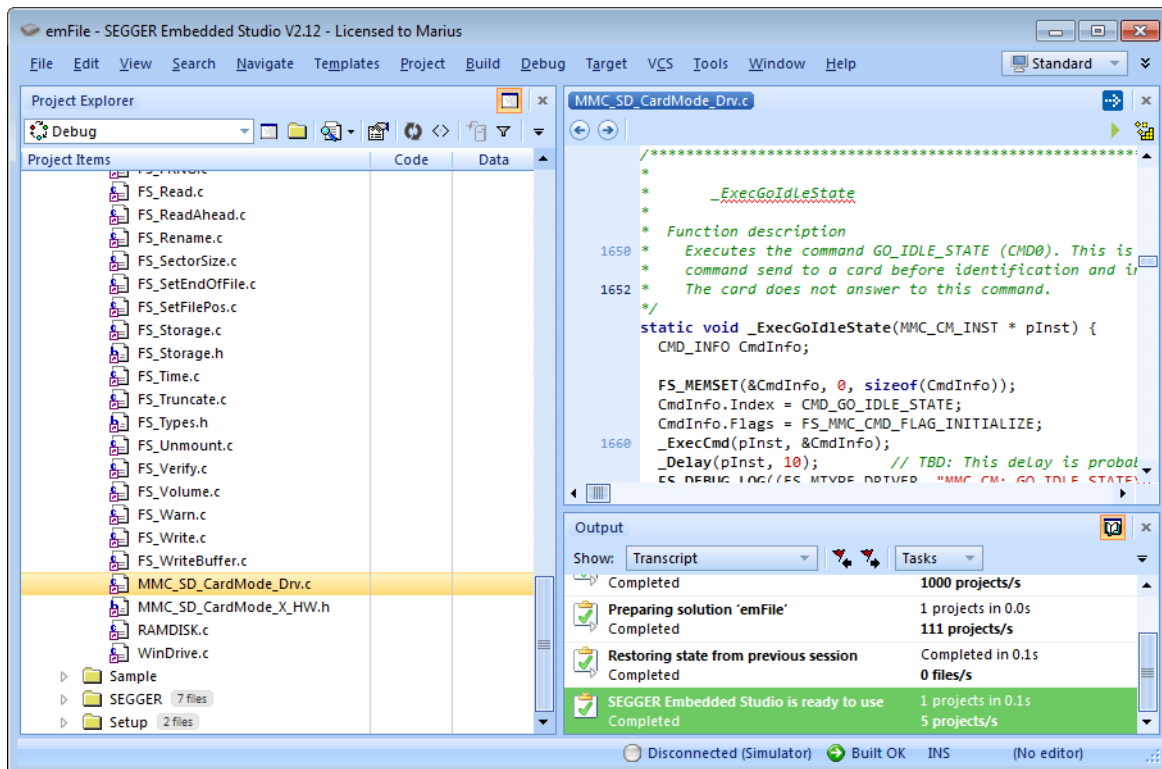 emFile - SEGGER Embedded Studio V2.12 - Licensed to Marius
File Edit View Search Navigate Templates Project Build Debug Target VCS Tools Window Help Standard
Project Explorer
Debug
Project Items Code Data
FS_Read.c
FS_ReadAhead.c
FS_Rename.c
FS_SectorSize.c
FS_SetEndOfFile.c
FS_SetFilePos.c
FS_Storage.c
FS_Storage.h
FS_Time.c
FS_Truncate.c
FS_Types.h
FS_Unmount.c
FS_Verify.c
FS_Volume.c
FS_Warn.c
FS_Write.c
FS_WriteBuffer.c
MMC_SD_CardMode_Drv.c
MMC_SD_CardMode_X_HW.h
RAMDISK.c
WinDrive.c
Sample
SEGGER 7 files
Setup 2 files
MMC_SD_CardMode_Drv.c
/*******************************************************
*
* _ExecGoIdleState
*
* Function description
1650 * Executes the command GO_IDLE_STATE (CMD0). This is
* command send to a card before identification and in
1652 * The card does not answer to this command.
*/
static void _ExecGoIdleState(MMC_CM_INST * pInst) {
CMD_INFO CmdInfo;
FS_MEMSET(&CmdInfo, 0, sizeof(CmdInfo));
CmdInfo.Index = CMD_GO_IDLE_STATE;
CmdInfo.Flags = FS_MMC_CMD_FLAG_INITIALIZE;
1660 _ExecCmd(pInst, &CmdInfo);
_Delay(pInst, 10); // TBD: This delay is probab
FS_DEBUG_LOG((FS_MTYPE_DRIVER, "MMC_CM: GO_IDLE_STATE\
Output
Show: Transcript Tasks
Completed 1000 projects/s
Preparing solution 'emFile' 1 projects in 0.0s
Completed 111 projects/s
Restoring state from previous session Completed in 0.1s
Completed 0 files/s
SEGGER Embedded Studio is ready to use 1 projects in 0.1s
Completed 5 projects/s
Disconnected (Simulator) Built OK INS (No editor)